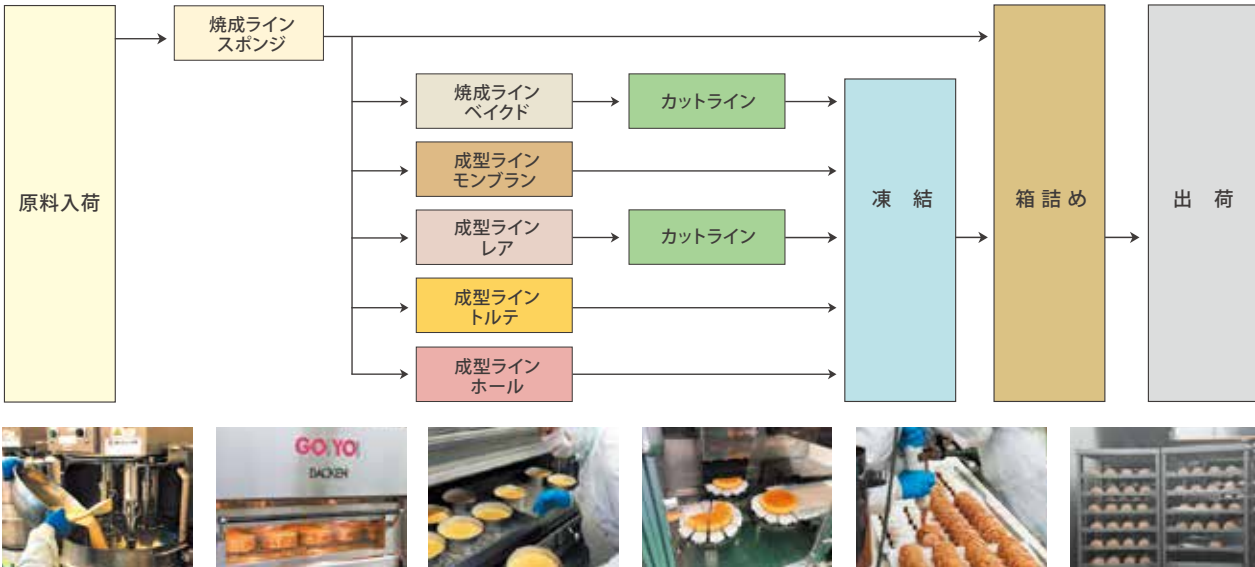 原料入荷
焼成ライン
スポンジ
焼成ライン
ベイクド
カットライン
成型ライン
モンブラン
成型ライン
レア
カットライン
成型ライン
トルテ
成型ライン
ホール
凍 結
箱詰め
出 荷
GO YO
DACKEN